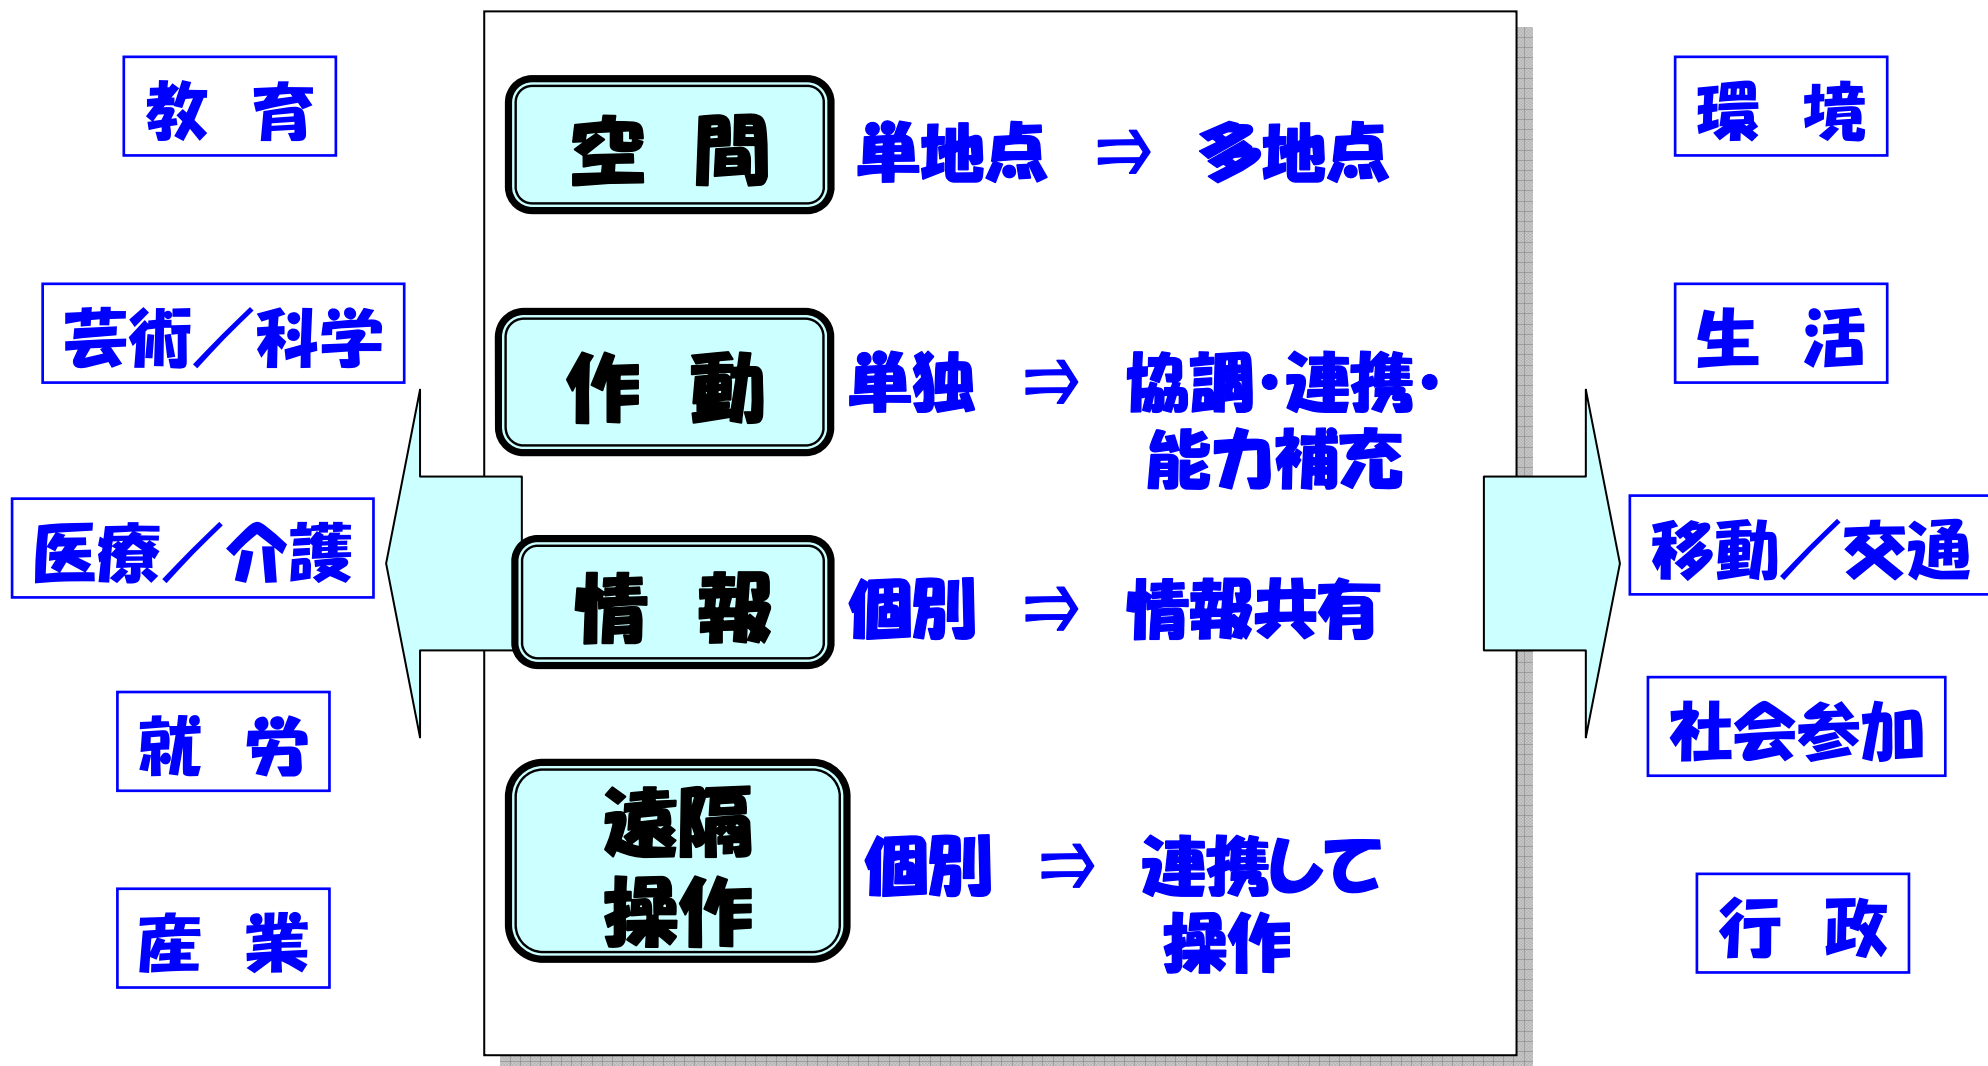 教 育
芸術／科学
医療／介護
就 労
産 業
空 間
単地点 ⇒ 多地点
作 動
単独 ⇒ 協調・連携・
能力補充
情 報
個別 ⇒ 情報共有
遠隔
操作
個別 ⇒ 連携して
操作
環 境
生 活
移動／交通
社会参加
行 政